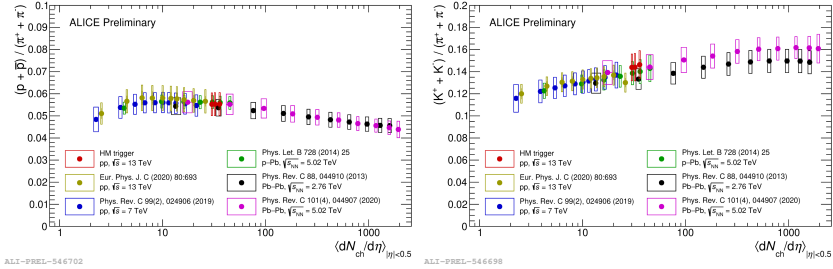 (p + p̅) / (π⁺ + π⁻)
0.1
0.09
0.08
0.07
0.06
0.05
0.04
0.03
0.02
0.01
0
ALICE Preliminary
HM trigger
pp, √s = 13 TeV
Eur. Phys. J. C (2020) 80:693
pp, √s = 13 TeV
Phys. Rev. C 99(2), 024906 (2019)
pp, √s = 7 TeV
Phys. Let. B 728 (2014) 25
p-Pb, √sNN = 5.02 TeV
Phys. Rev. C 88, 044910 (2013)
Pb-Pb, √sNN = 2.76 TeV
Phys. Rev. C 101(4), 044907 (2020)
Pb-Pb, √sNN = 5.02 TeV
1 10 100 1000
⟨dNch/dη⟩|η|<0.5
ALI-PREL-546702
(K⁺ + K⁻) / (π⁺ + π⁻)
0.2
0.18
0.16
0.14
0.12
0.1
0.08
0.06
0.04
0.02
0
ALICE Preliminary
HM trigger
pp, √s = 13 TeV
Eur. Phys. J. C (2020) 80:693
pp, √s = 13 TeV
Phys. Rev. C 99(2), 024906 (2019)
pp, √s = 7 TeV
Phys. Let. B 728 (2014) 25
p-Pb, √sNN = 5.02 TeV
Phys. Rev. C 88, 044910 (2013)
Pb-Pb, √sNN = 2.76 TeV
Phys. Rev. C 101(4), 044907 (2020)
Pb-Pb, √sNN = 5.02 TeV
1 10 100 1000
⟨dNch/dη⟩|η|<0.5
ALI-PREL-546698